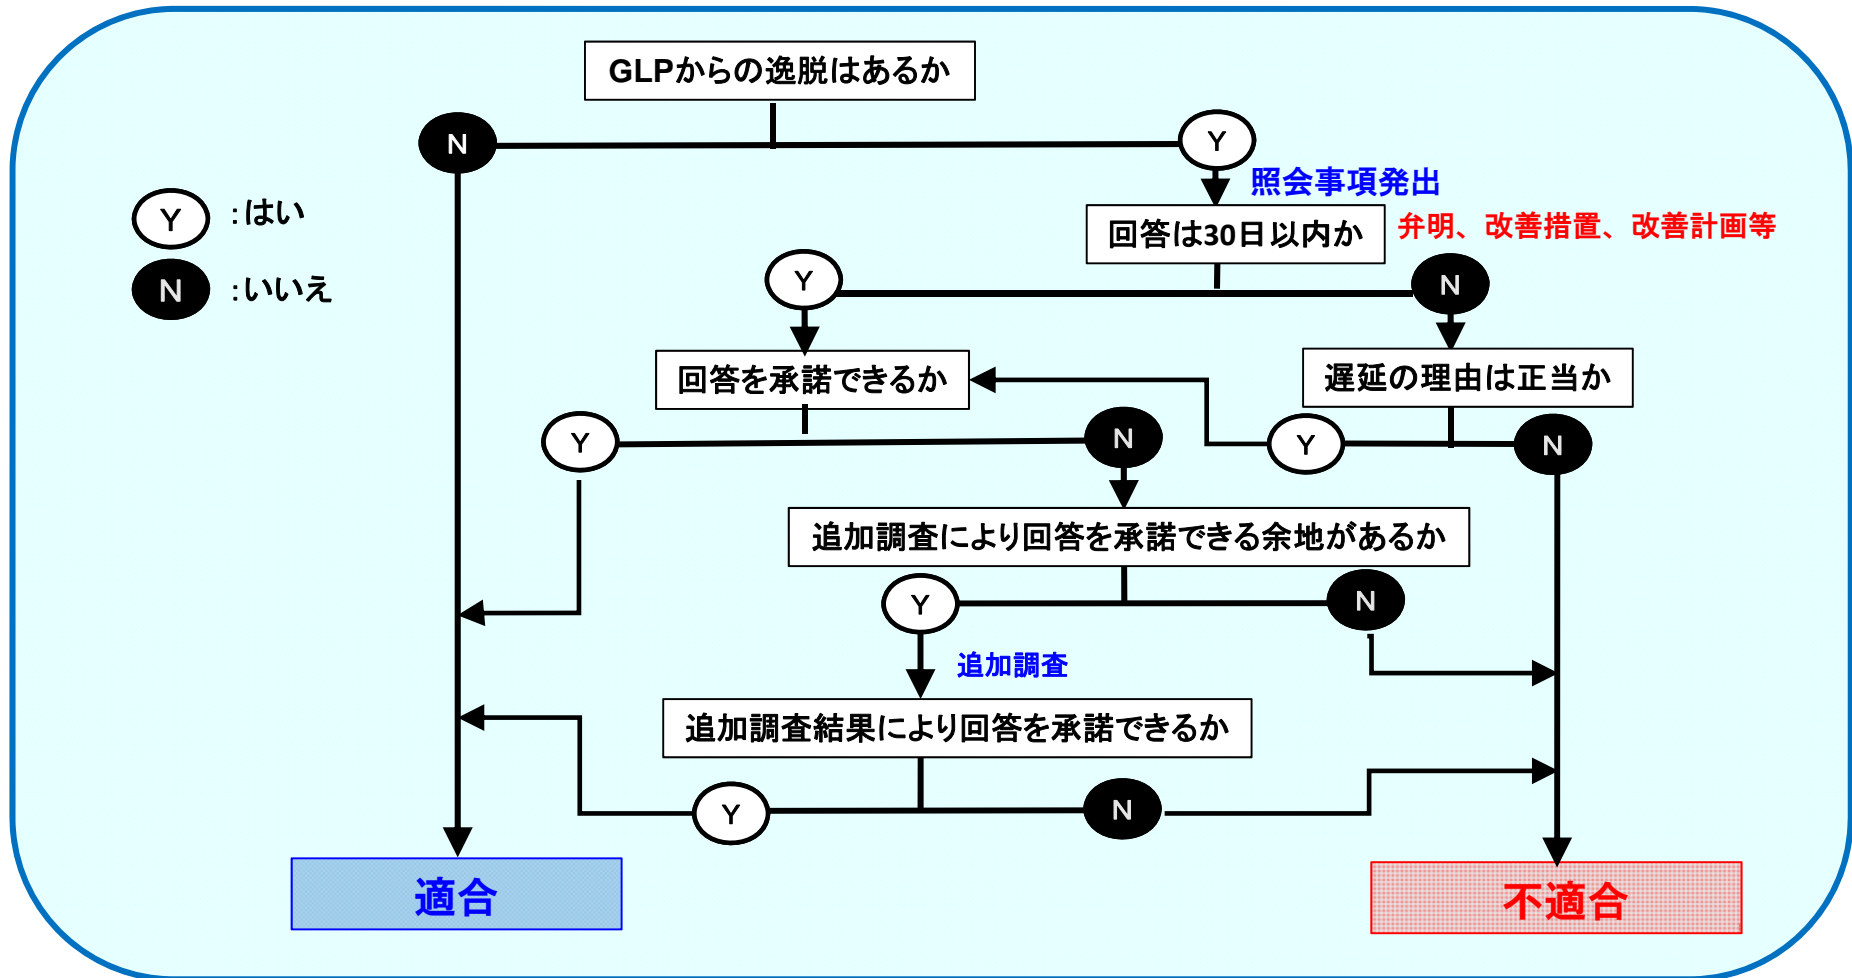 GLPからの逸脱はあるか
N
Y
照会事項発出
Y
:はい
回答は30日以内か
弁明、改善措置、改善計画等
N
:いいえ
Y
N
回答を承諾できるか
遅延の理由は正当か
Y
N
Y
N
追加調査により回答を承諾できる余地があるか
Y
N
追加調査
追加調査結果により回答を承諾できるか
Y
N
適合
不適合